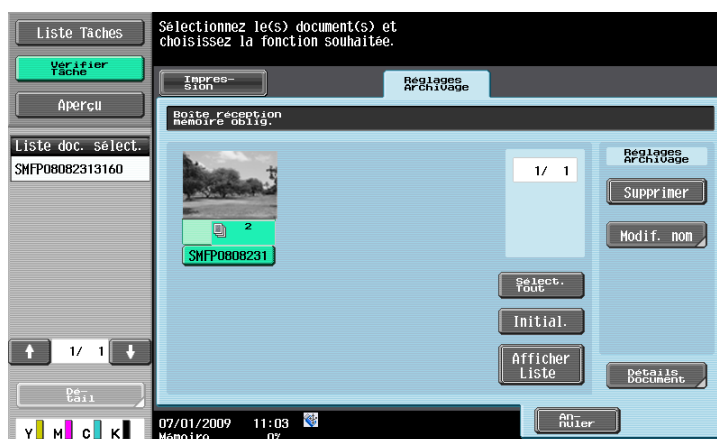 Liste Tâches
Vérifier
Tâche
Aperçu
Liste doc. sélect.
SMFP08082313160
1/ 1
Dé-
tail
Y M C K
Sélectionnez le(s) document(s) et
choisissez la fonction souhaitée.
Impres-
sion
Réglages
Archivage
Boîte réception
mémoire oblig.
2
SMFP0808231
1/ 1
Sélect.
Tout
Initial.
Afficher
Liste
Réglages
Archivage
Supprimer
Modif. nom
Détails
Document
07/01/2009 11:03
Mémoire 0%
An-
nuler